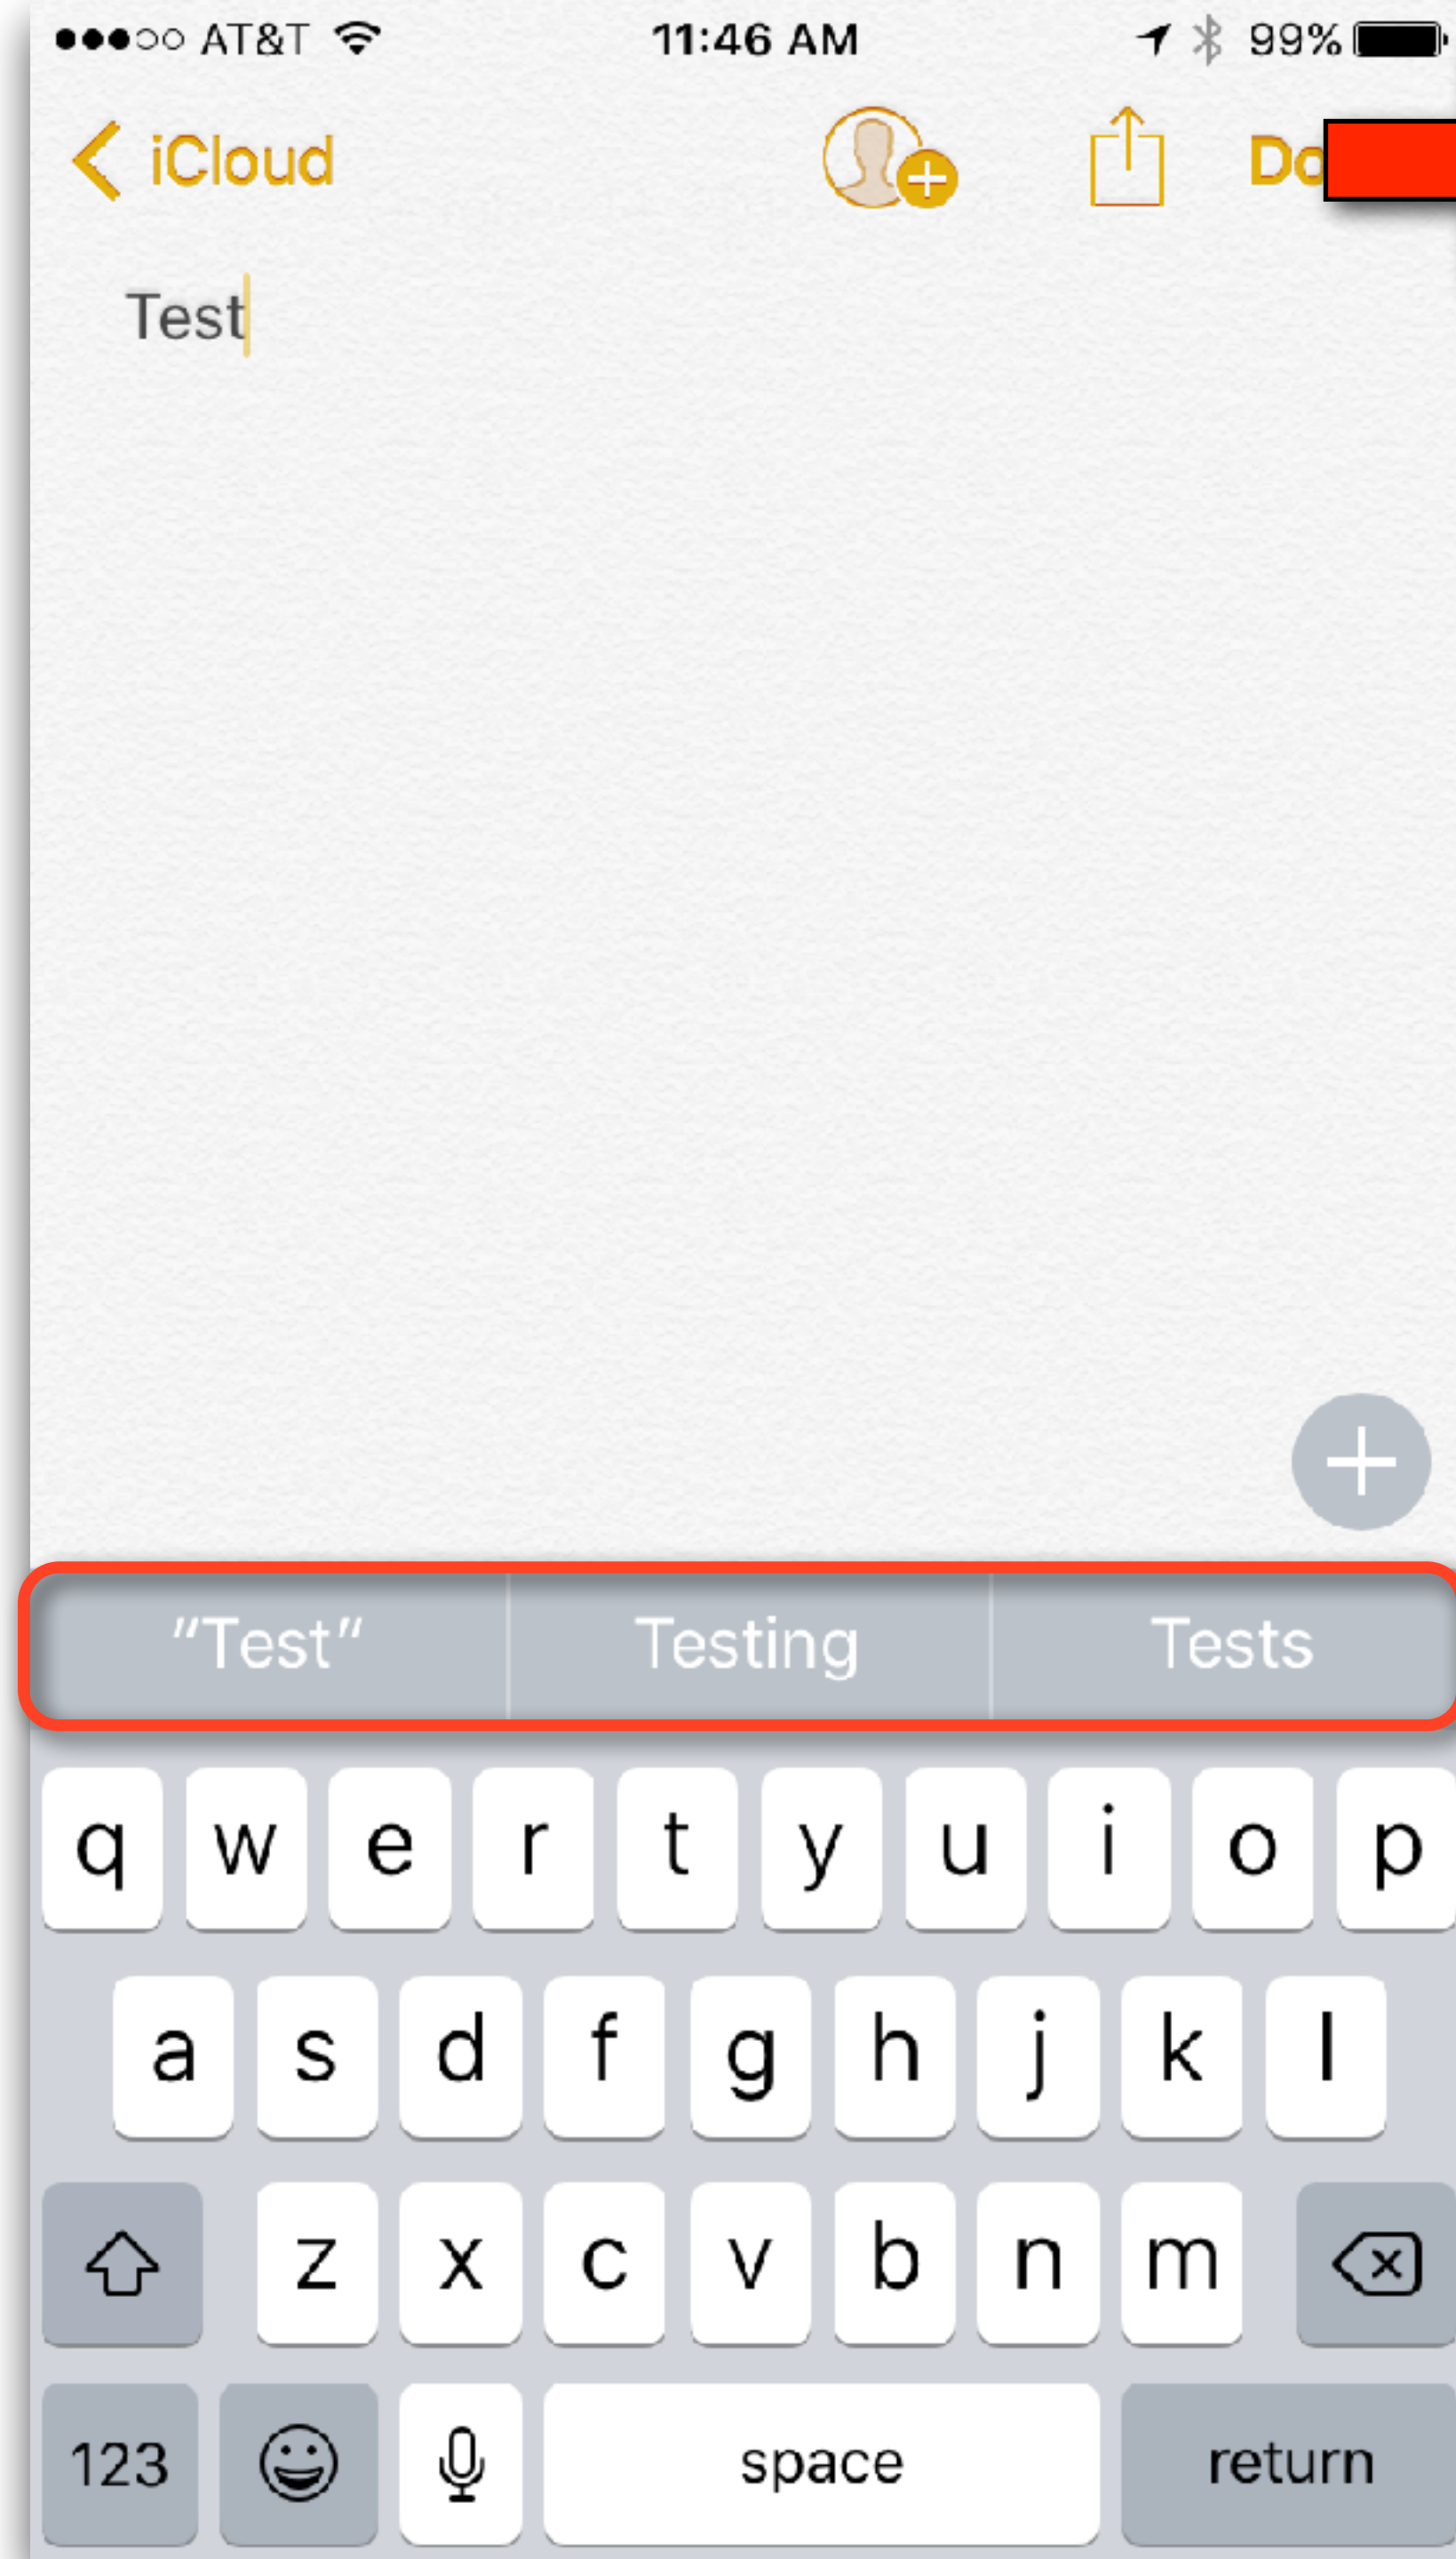 AT&T 11:46 AM 99%
iCloud Do
Test
"Test" Testing Tests
q w e r t y u i o p
a s d f g h j k l
z x c v b n m
123 space return